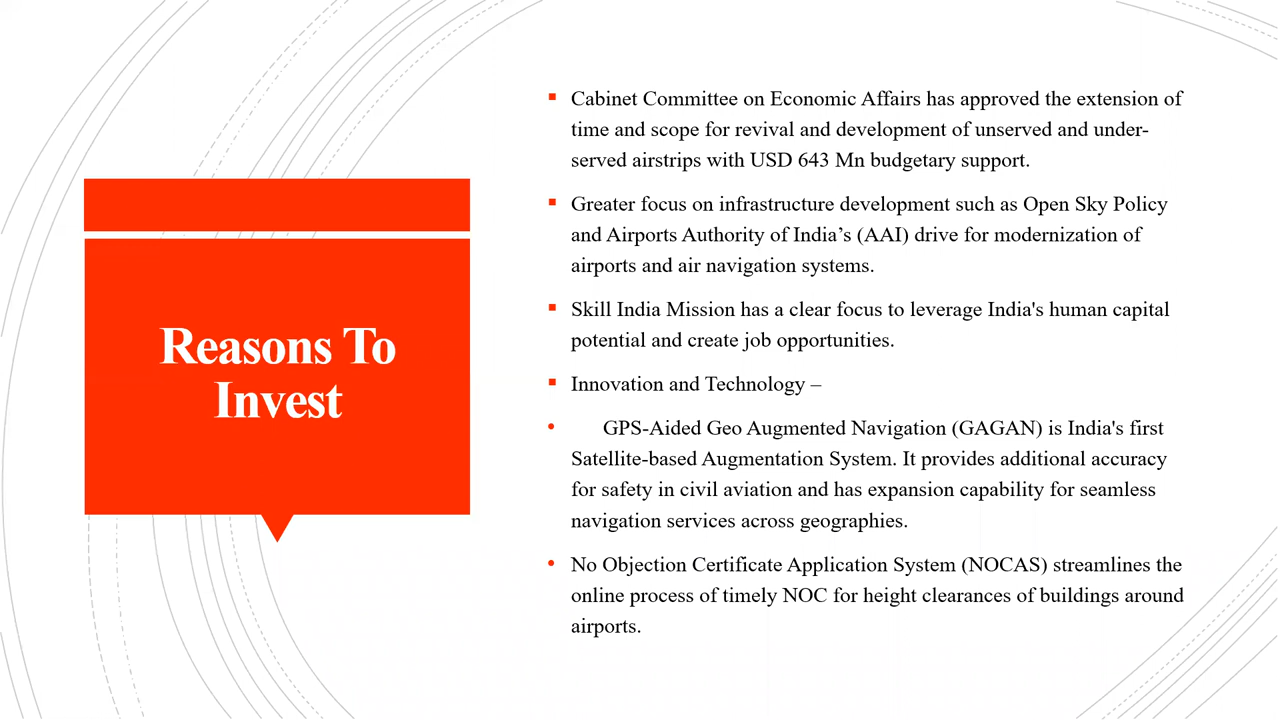 Reasons To
Invest
▪ Cabinet Committee on Economic Affairs has approved the extension of
time and scope for revival and development of unserved and under-
served airstrips with USD 643 Mn budgetary support.
▪ Greater focus on infrastructure development such as Open Sky Policy
and Airports Authority of India’s (AAI) drive for modernization of
airports and air navigation systems.
▪ Skill India Mission has a clear focus to leverage India's human capital
potential and create job opportunities.
▪ Innovation and Technology –
• GPS-Aided Geo Augmented Navigation (GAGAN) is India's first
Satellite-based Augmentation System. It provides additional accuracy
for safety in civil aviation and has expansion capability for seamless
navigation services across geographies.
• No Objection Certificate Application System (NOCAS) streamlines the
online process of timely NOC for height clearances of buildings around
airports.